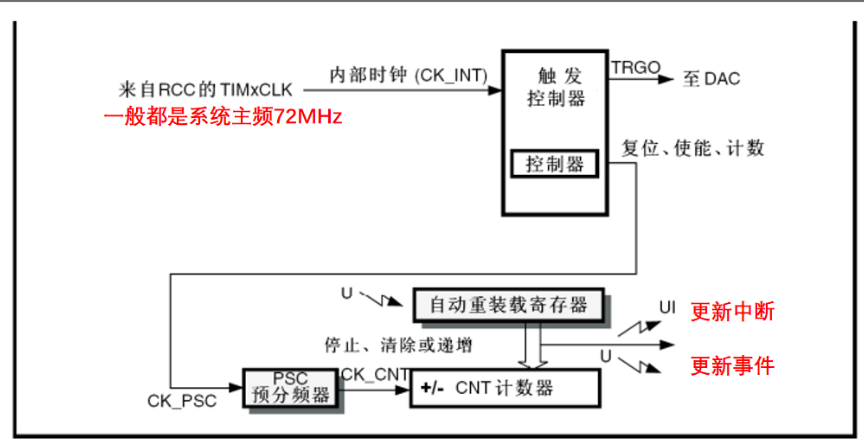 内部时钟 (CK_INT)
来自RCC的TIMxCLK
一般都是系统主频72MHz
触发
控制器
TRGO
至DAC
控制器
复位、使能、计数
U
自动重装载寄存器
UI
更新中断
停止、清除或递增
U
更新事件
CK_PSC
PSC
预分频器
CK_CNT
+/- CNT 计数器